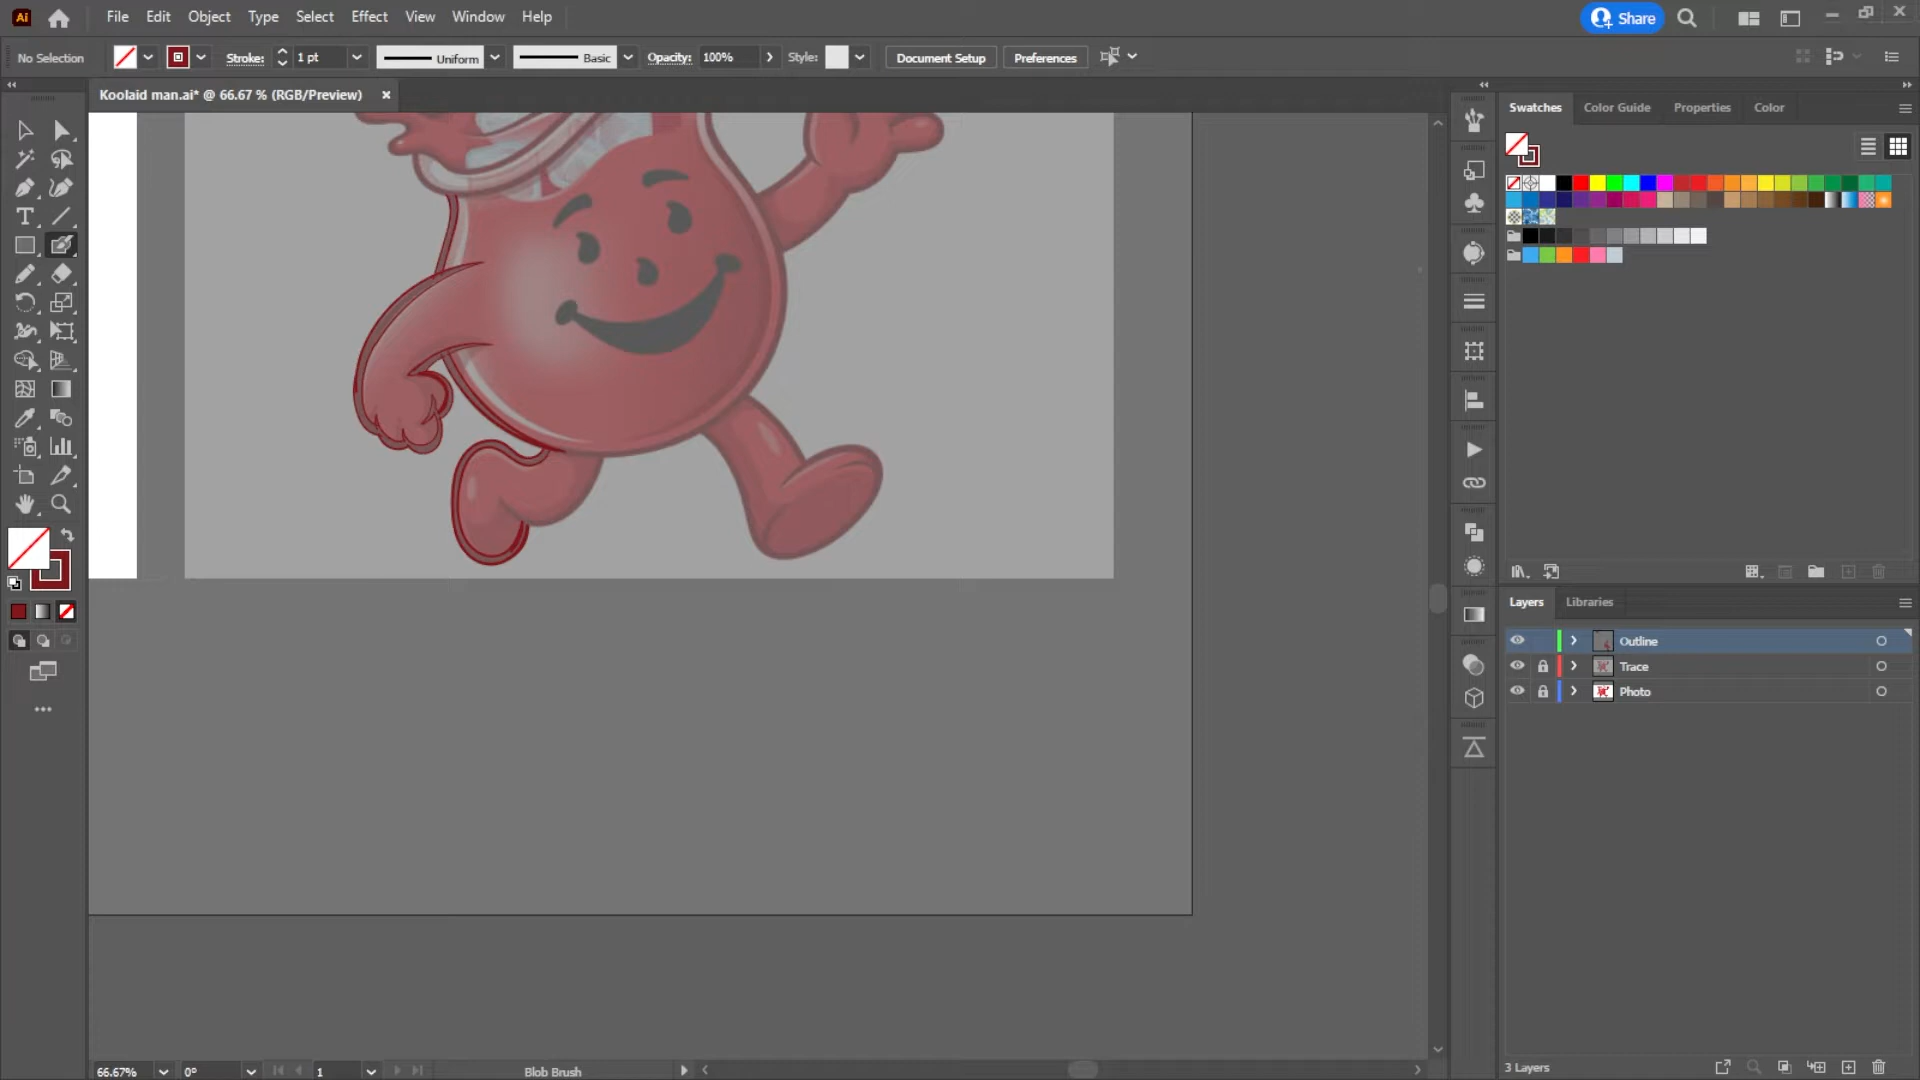 Ai File Edit Object Type Select Effect View Window Help Share
No Selection Stroke: 1 pt Uniform Basic Opacity: 100% Style: Document Setup Preferences
Koolaid man.ai* @ 66.67 % (RGB/Preview) ×
Swatches Color Guide Properties Color
Layers Libraries
Outline
Trace
Photo
3 Layers
66.67% 0° 1 Blob Brush